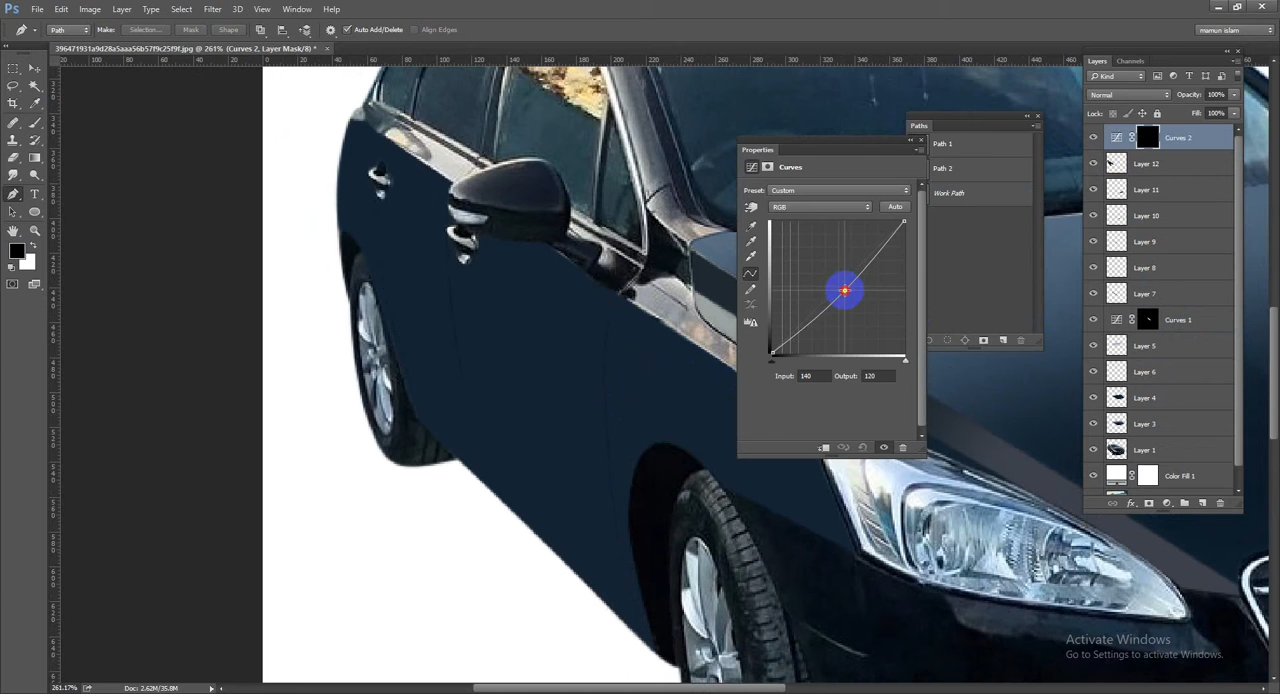 Ps File Edit Image Layer Type Select Filter 3D View Window Help
Path Make: Selection... Mask Shape Auto Add/Delete Align Edges mamun islam
396471931a9d28a5aaa56b57f9c25f9f.jpg @ 261% (Curves 2, Layer Mask/8) *
Layers Channels
Kind
Normal Opacity: 100%
Lock: Fill: 100%
Curves 2
Layer 12
Layer 11
Layer 10
Layer 9
Layer 8
Layer 7
Curves 1
Layer 5
Layer 6
Layer 4
Layer 3
Layer 1
Color Fill 1
Paths
Path 1
Path 2
Work Path
Properties
Curves
Preset: Custom
RGB Auto
Input: 140 Output: 120
Activate Windows
Go to Settings to activate Windows.
261.17% Doc: 2.62M/35.8M